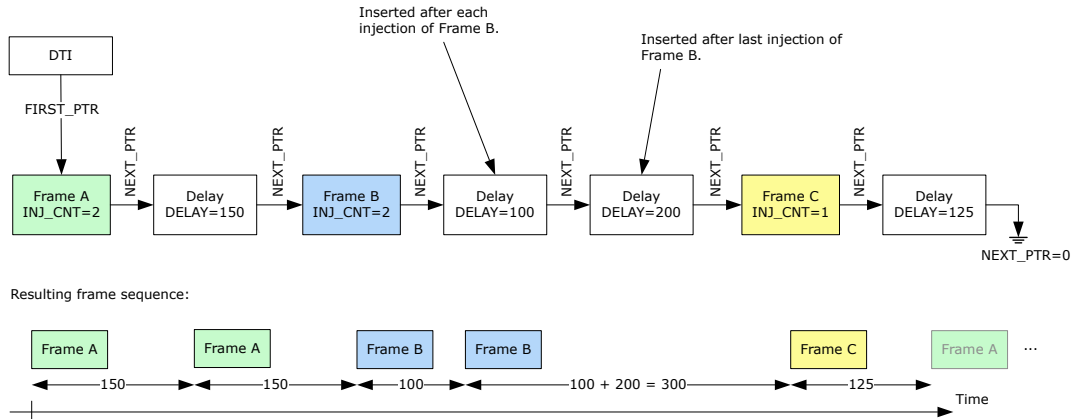 Inserted after each
injection of Frame B.
Inserted after last injection of
Frame B.
DTI
FIRST_PTR
NEXT_PTR
NEXT_PTR
NEXT_PTR
NEXT_PTR
NEXT_PTR
NEXT_PTR
Frame A
INJ_CNT=2
Delay
DELAY=150
Frame B
INJ_CNT=2
Delay
DELAY=100
Delay
DELAY=200
Frame C
INJ_CNT=1
Delay
DELAY=125
NEXT_PTR=0
Resulting frame sequence:
Frame A
Frame A
Frame B
Frame B
Frame C
Frame A
...
150
150
100
100 + 200 = 300
125
Time